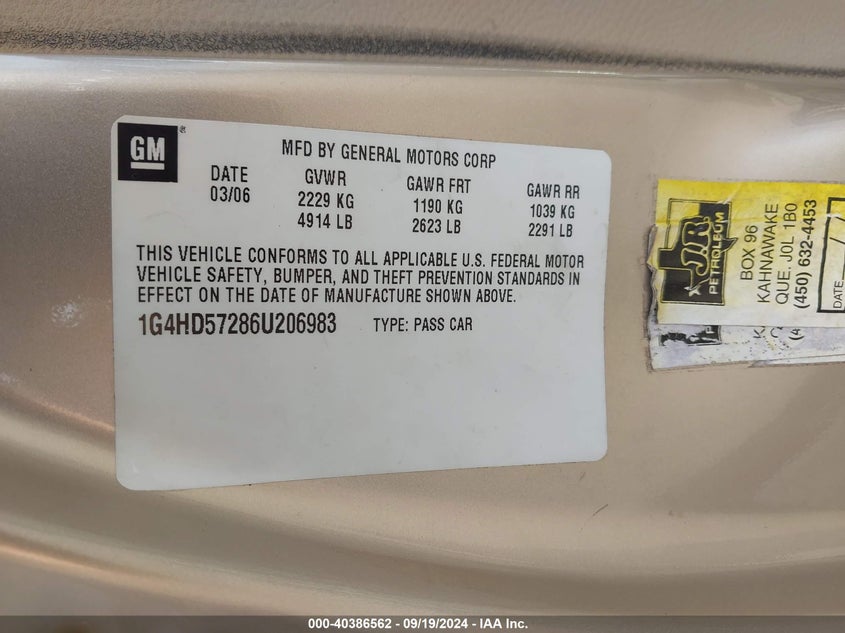 GM
MFD BY GENERAL MOTORS CORP
DATE GVWR GAWR FRT GAWR RR
03/06 2229 KG 1190 KG 1039 KG
4914 LB 2623 LB 2291 LB
THIS VEHICLE CONFORMS TO ALL APPLICABLE U.S. FEDERAL MOTOR
VEHICLE SAFETY, BUMPER, AND THEFT PREVENTION STANDARDS IN
EFFECT ON THE DATE OF MANUFACTURE SHOWN ABOVE.
1G4HD57286U206983 TYPE: PASS CAR
J.R.
PETROLEUM
BOX 96
KAHNAWAKE
QUE. J0L 1B0
(450) 632-4453
DATE
000-40386562 / 09/19/2024 - IAA Inc.